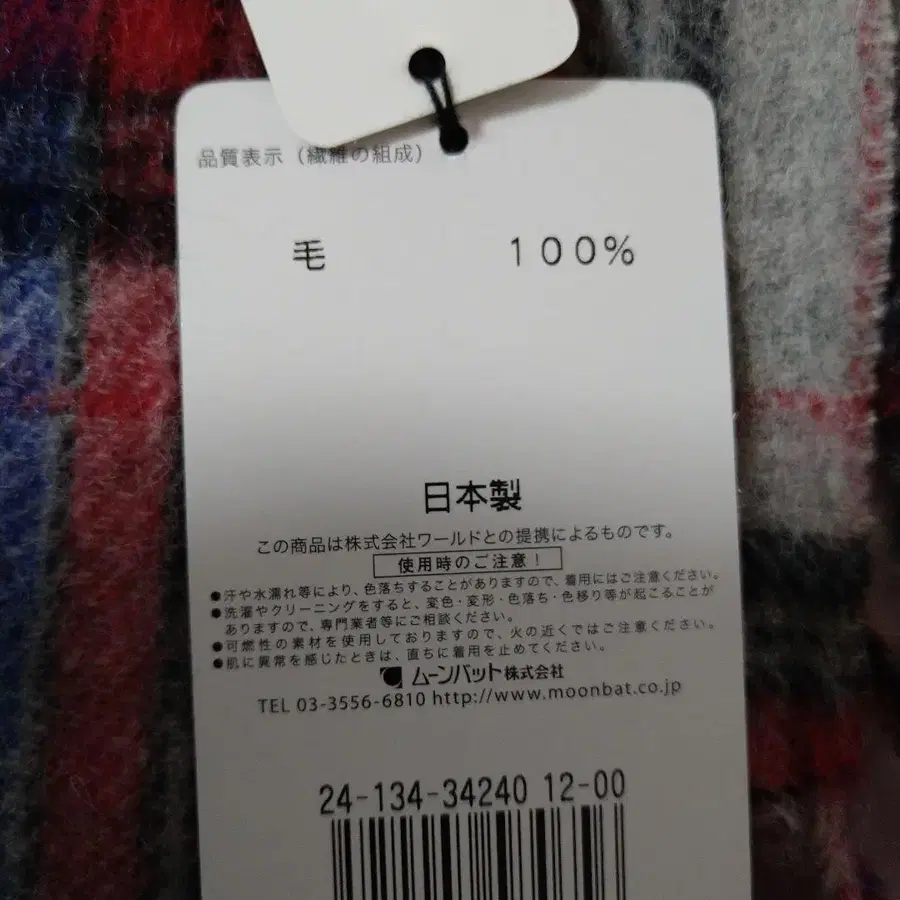 品質表示（繊維の組成）
毛 100%
日本製
この商品は株式会社ワールドとの提携によるものです。
使用時のご注意！
●汗や水濡れ等により、色落ちすることがありますので、着用にはご注意ください。
●洗濯やクリーニングをすると、変色・変形・色落ち・色移り等が起こることが
ありますので、専門業者等にご相談ください。
●可燃性の素材を使用しておりますので、火の近くではご注意ください。
●肌に異常を感じたときは、直ちに着用を止めてください。
ムーンバット株式会社
TEL 03-3556-6810 http://www.moonbat.co.jp
24-134-34240 12-00